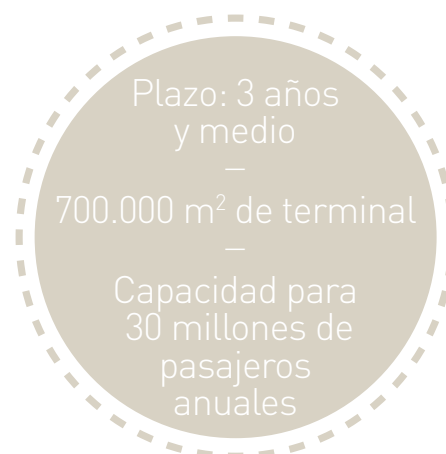 Plazo: 3 años
y medio
—
700.000 m² de terminal
—
Capacidad para
30 millones de
pasajeros
anuales